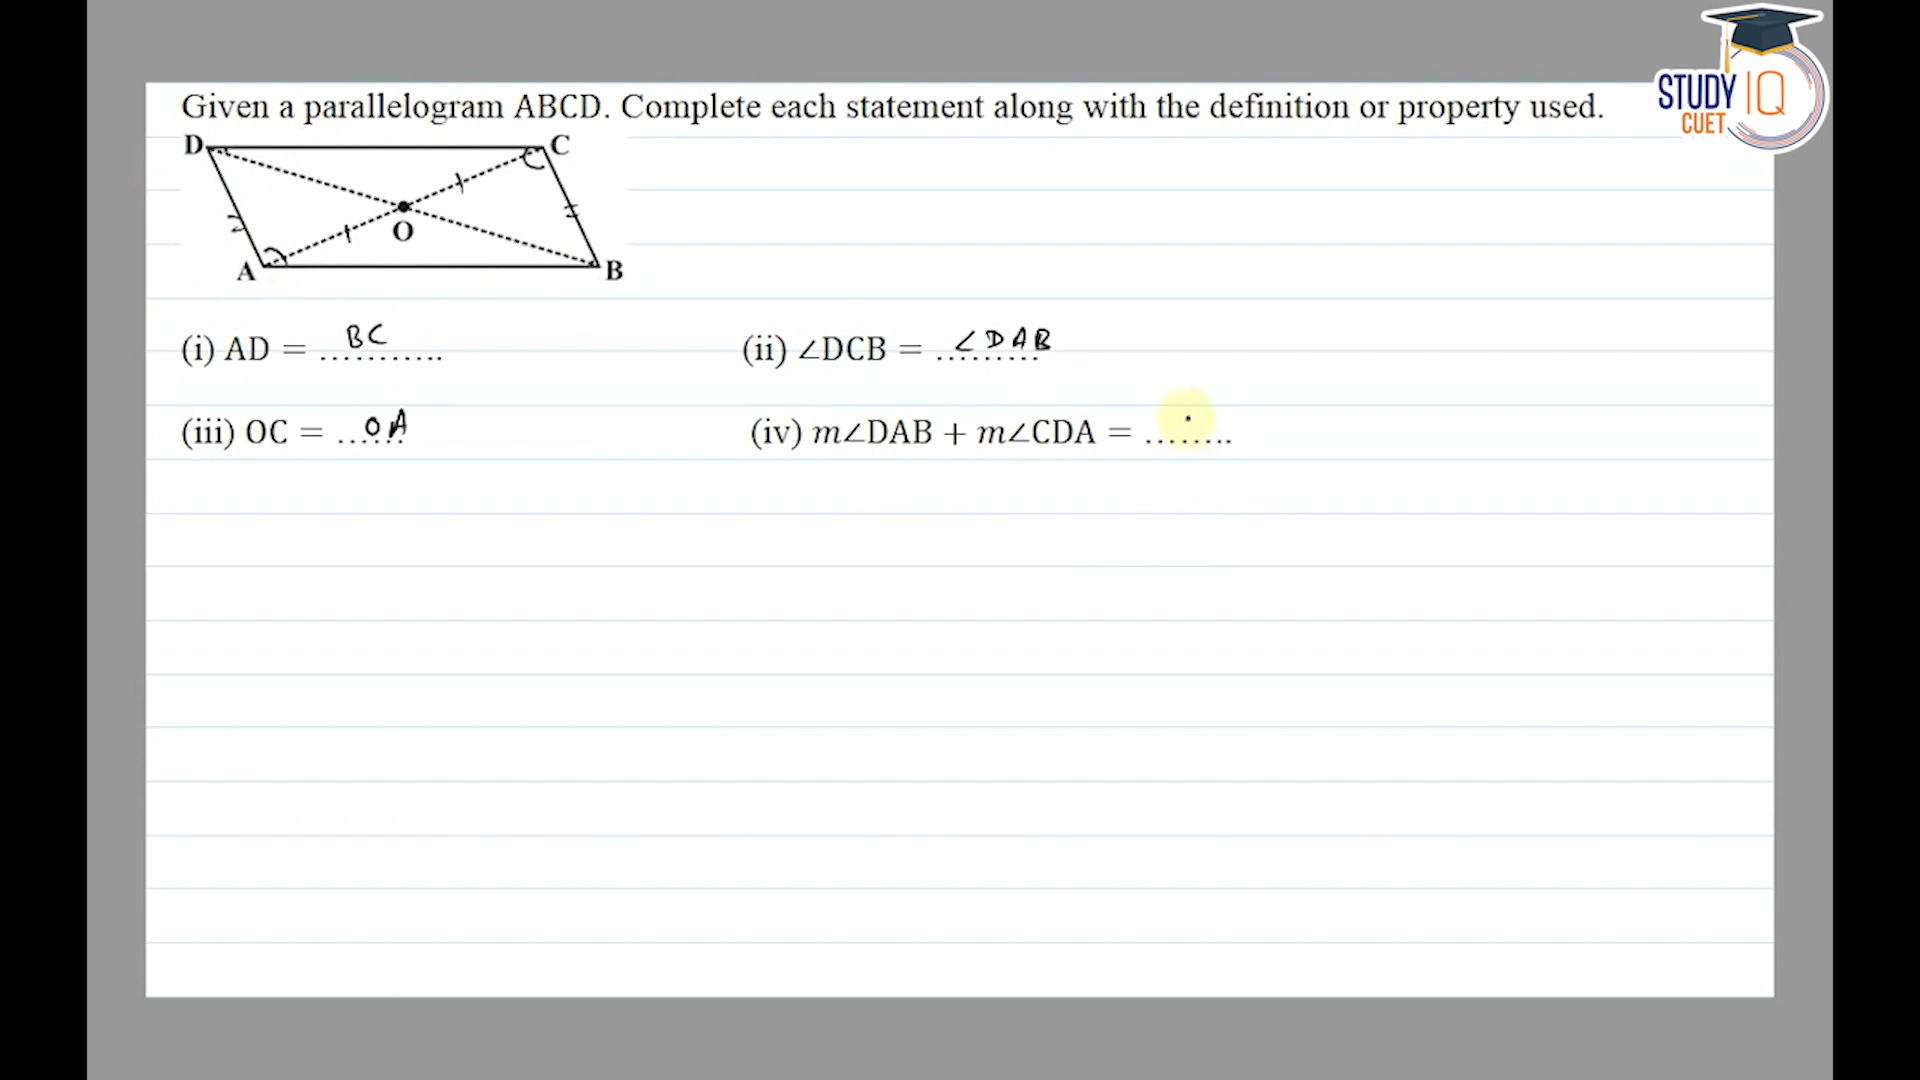 STUDY IQ
CUET
Given a parallelogram ABCD. Complete each statement along with the definition or property used.
D C
O
A B
(i) AD = ...BC........ (ii) ∠DCB = ..∠DAB.......
(iii) OC = ...OA... (iv) m∠DAB + m∠CDA = ........